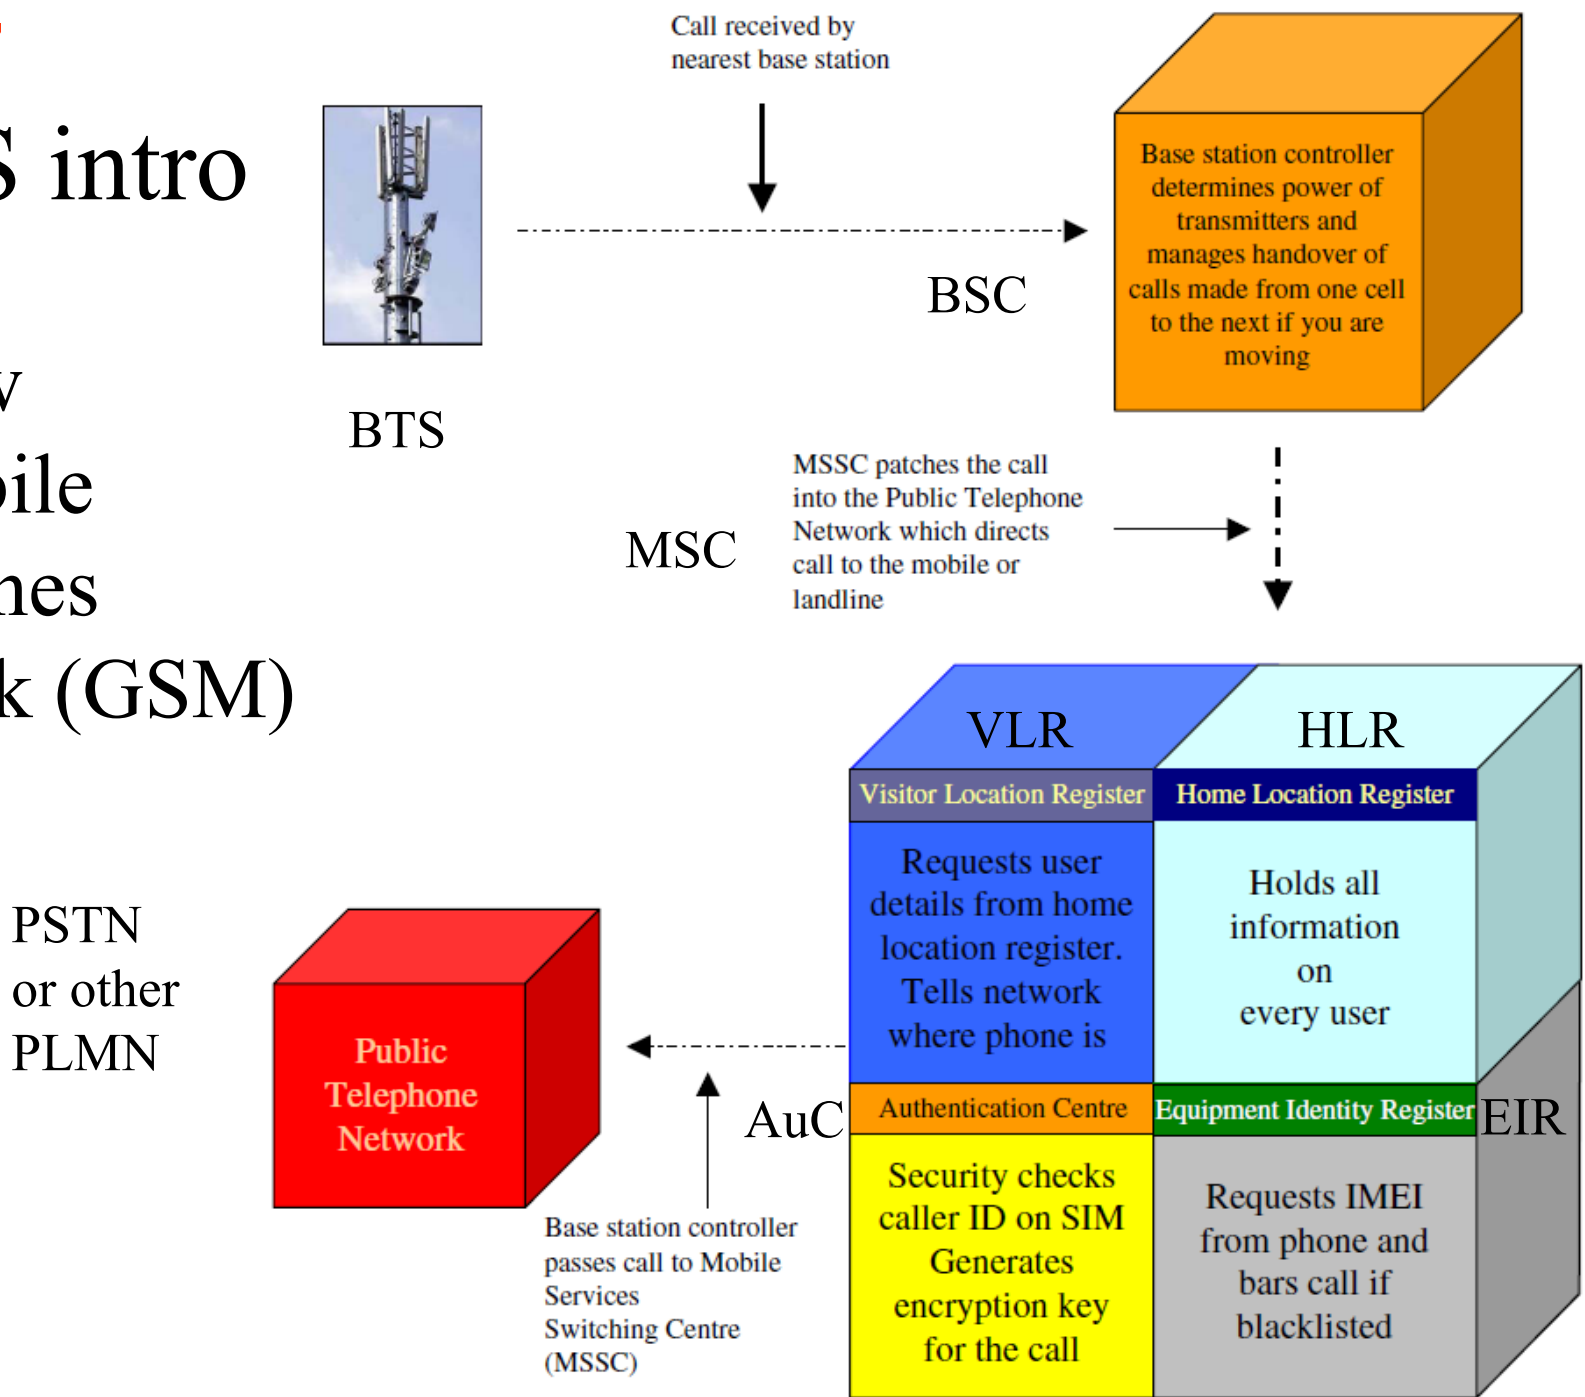 S intro
Call received by
nearest base station
BTS
BSC
Base station controller
determines power of
transmitters and
manages handover of
calls made from one cell
to the next if you are
moving
MSC
MSSC patches the call
into the Public Telephone
Network which directs
call to the mobile or
landline
(GSM)
VLR
HLR
Visitor Location Register
Home Location Register
Requests user
details from home
location register.
Tells network
where phone is
Holds all
information
on
every user
PSTN
or other
PLMN
Public
Telephone
Network
AuC
Authentication Centre
Equipment Identity Register
EIR
Security checks
caller ID on SIM
Generates
encryption key
for the call
Requests IMEI
from phone and
bars call if
blacklisted
Base station controller
passes call to Mobile
Services
Switching Centre
(MSSC)